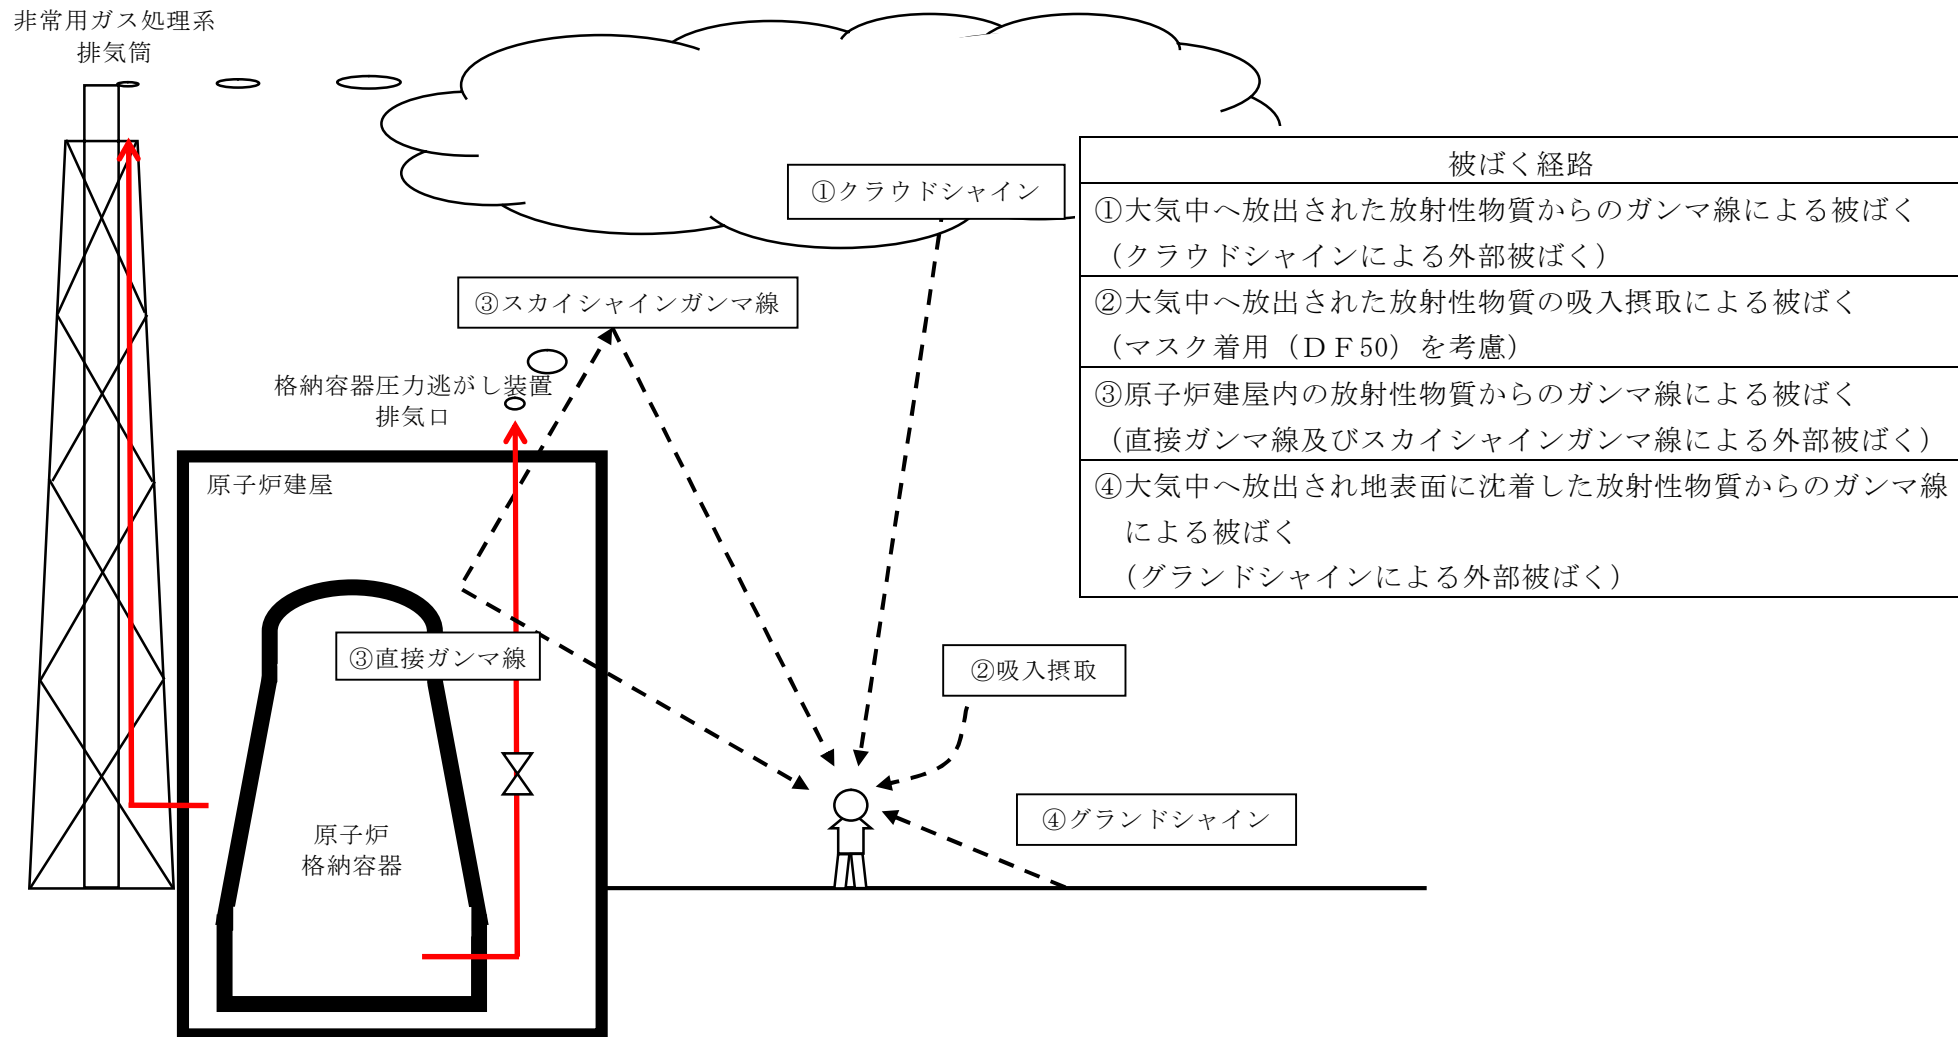 非常用ガス処理系
排気筒
①クラウドシャイン
③スカイシャインガンマ線
格納容器圧力逃がし装置
排気口
原子炉建屋
③直接ガンマ線
②吸入摂取
④グランドシャイン
原子炉
格納容器
被ばく経路
①大気中へ放出された放射性物質からのガンマ線による被ばく
（クラウドシャインによる外部被ばく）
②大気中へ放出された放射性物質の吸入摂取による被ばく
（マスク着用（ＤＦ50）を考慮）
③原子炉建屋内の放射性物質からのガンマ線による被ばく
（直接ガンマ線及びスカイシャインガンマ線による外部被ばく）
④大気中へ放出され地表面に沈着した放射性物質からのガンマ線
による被ばく
（グランドシャインによる外部被ばく）